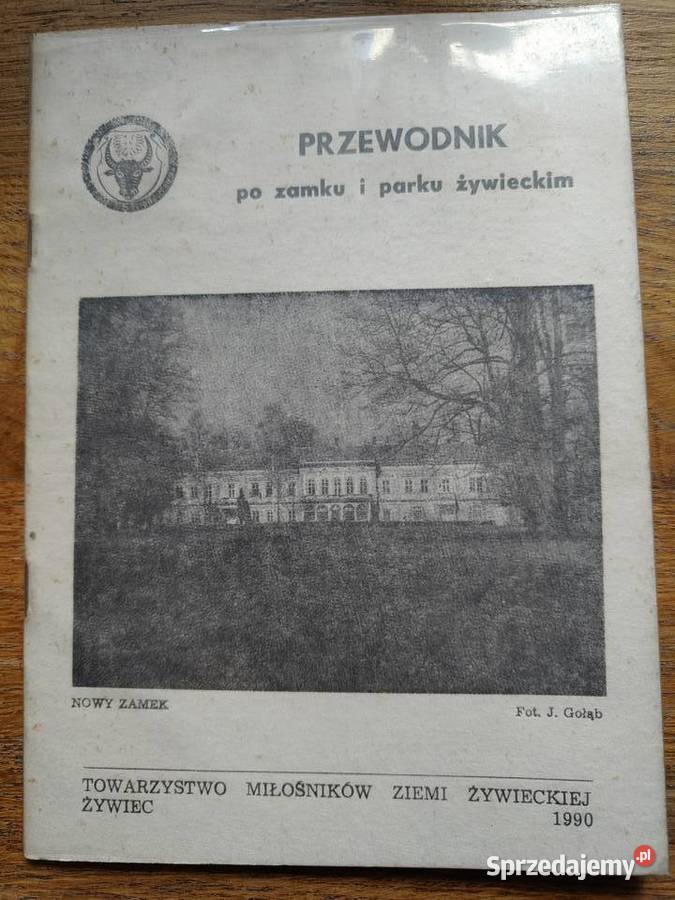 PRZEWODNIK
po zamku i parku żywieckim
NOWY ZAMEK
Fot. J. Gołąb
TOWARZYSTWO MIŁOŚNIKÓW ZIEMI ŻYWIECKIEJ
ŻYWIEC 1990
Sprzedajemy.pl